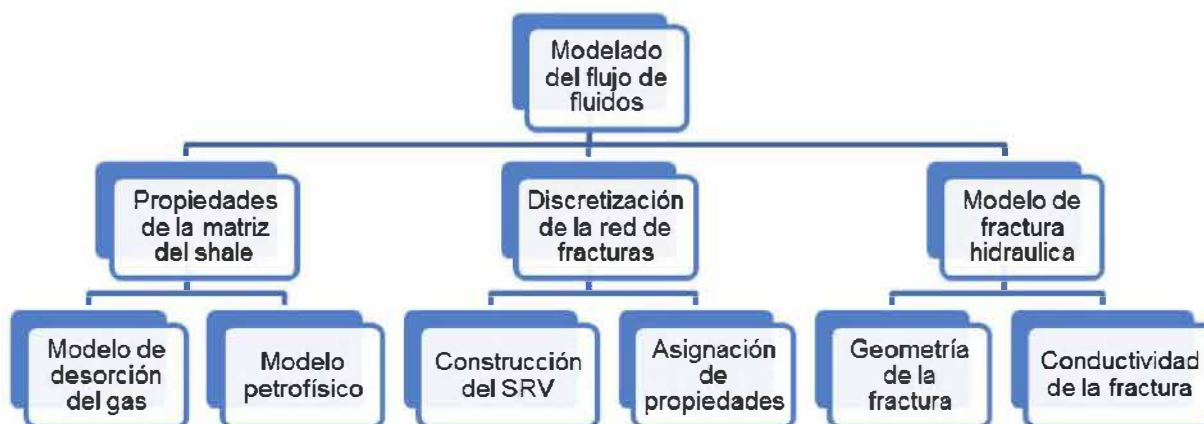 Modelado
del flujo de
fluidos
Propiedades
de la matriz
del shale
Discretización
de la red de
fracturas
Modelo de
fractura
hidraulica
Modelo de
desorción
del gas
Modelo
petrofísico
Construcción
del SRV
Asignación
de
propiedades
Geometría
de la
fractura
Conductividad
de la fractura